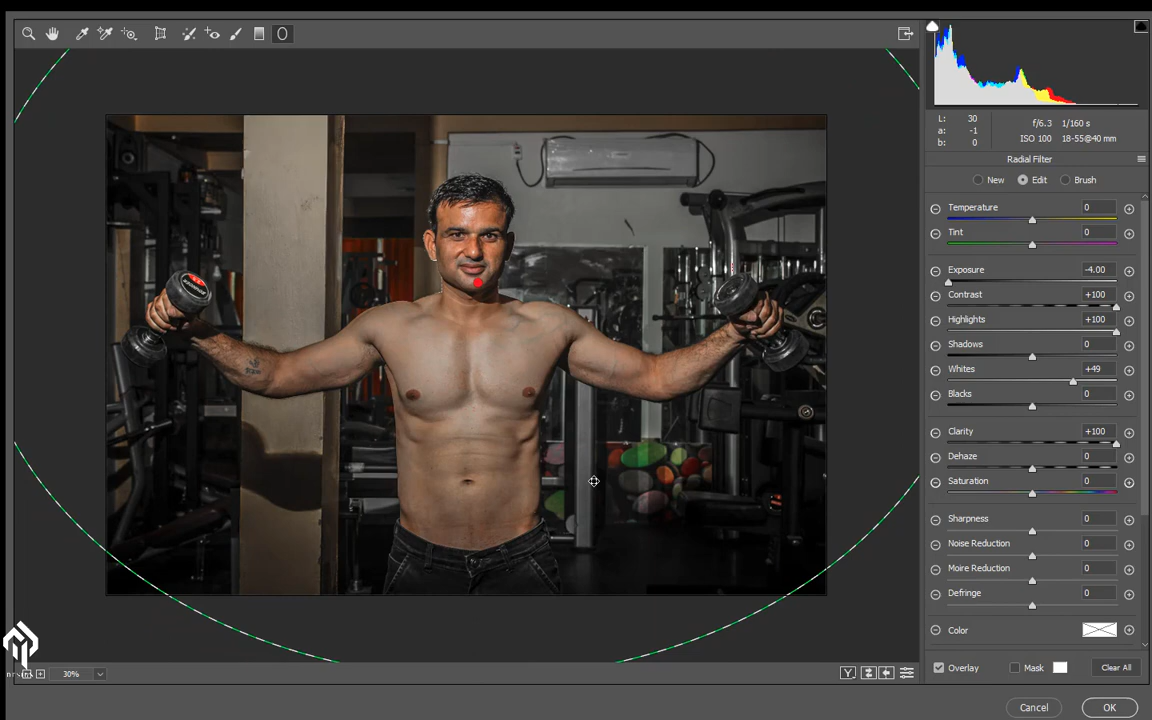 L: 30
a: -1
b: 0
f/6.3 1/160 s
ISO 100 18-55@40 mm
Radial Filter
New Edit Brush
Temperature 0
Tint 0
Exposure -4.00
Contrast +100
Highlights +100
Shadows 0
Whites +49
Blacks 0
Clarity +100
Dehaze 0
Saturation 0
Sharpness 0
Noise Reduction 0
Moire Reduction 0
Defringe 0
Color
30%
Y
Overlay Mask Clear All
Cancel OK